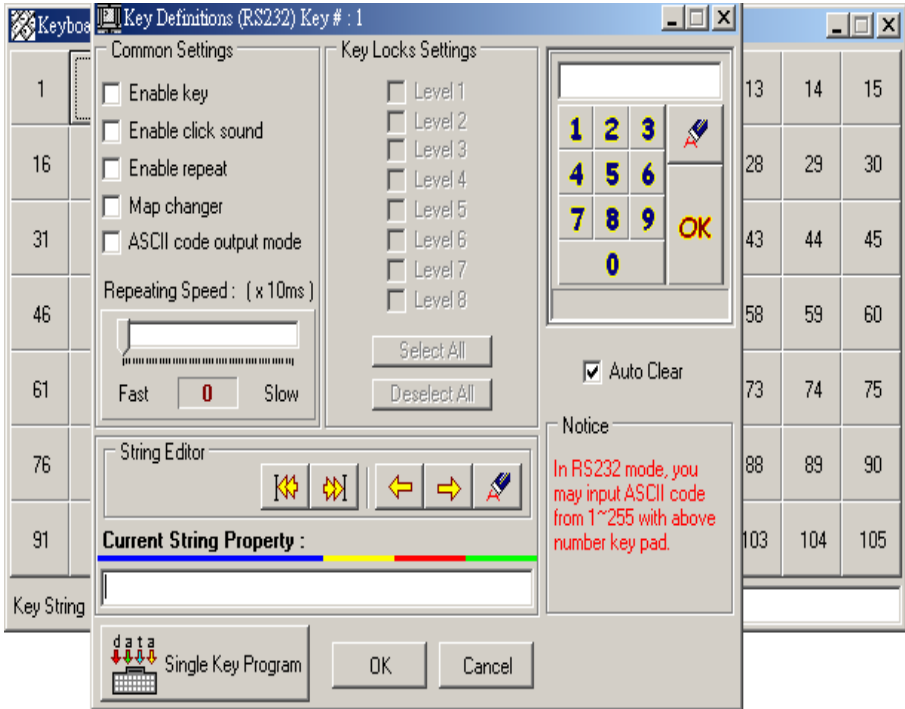 Keyboa
Key Definitions (RS232) Key # : 1
Common Settings
Enable key
Enable click sound
Enable repeat
Map changer
ASCII code output mode
Repeating Speed : ( x 10ms )
Fast 0 Slow
Key Locks Settings
Level 1
Level 2
Level 3
Level 4
Level 5
Level 6
Level 7
Level 8
Select All
Deselect All
1 2 3
4 5 6
7 8 9
0
OK
Auto Clear
Notice
In RS232 mode, you
may input ASCII code
from 1~255 with above
number key pad.
String Editor
Current String Property :
data
Single Key Program
OK
Cancel
1 13 14 15
16 28 29 30
31 43 44 45
46 58 59 60
61 73 74 75
76 88 89 90
91 103 104 105
Key String